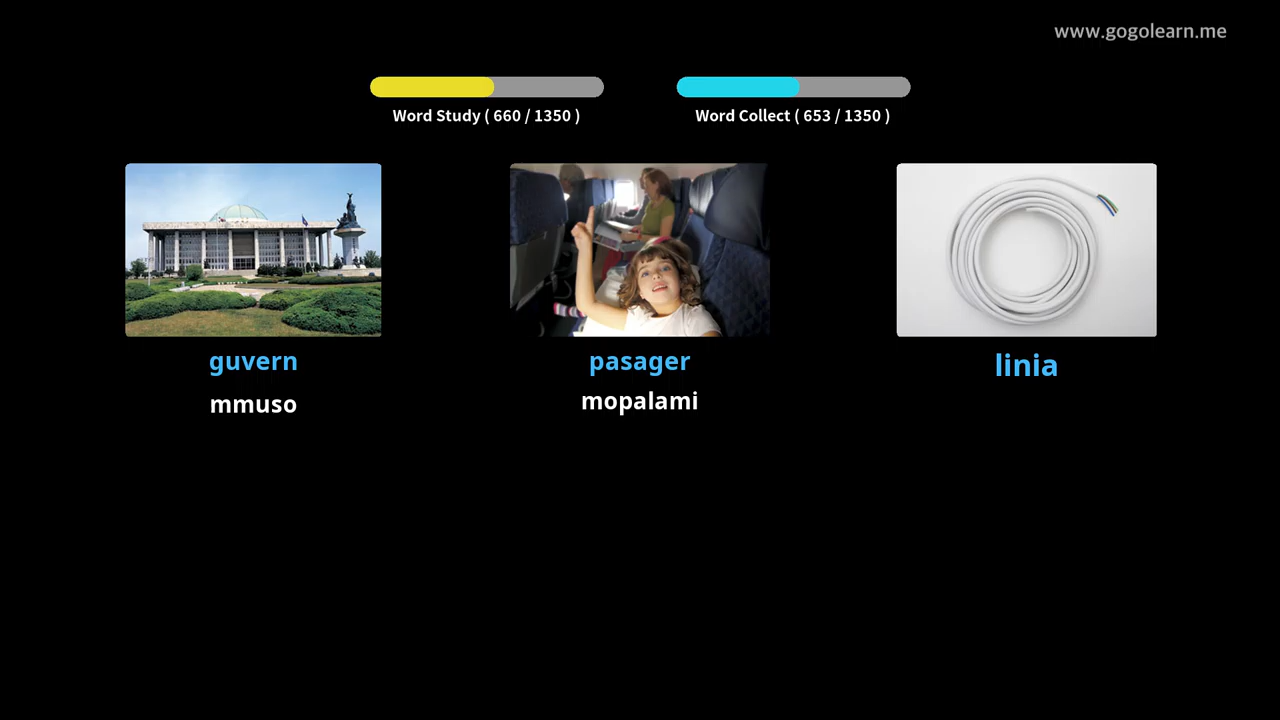 www.gogolearn.me
Word Study ( 660 / 1350 )
Word Collect ( 653 / 1350 )
guvern
pasager
linia
mmuso
mopalami